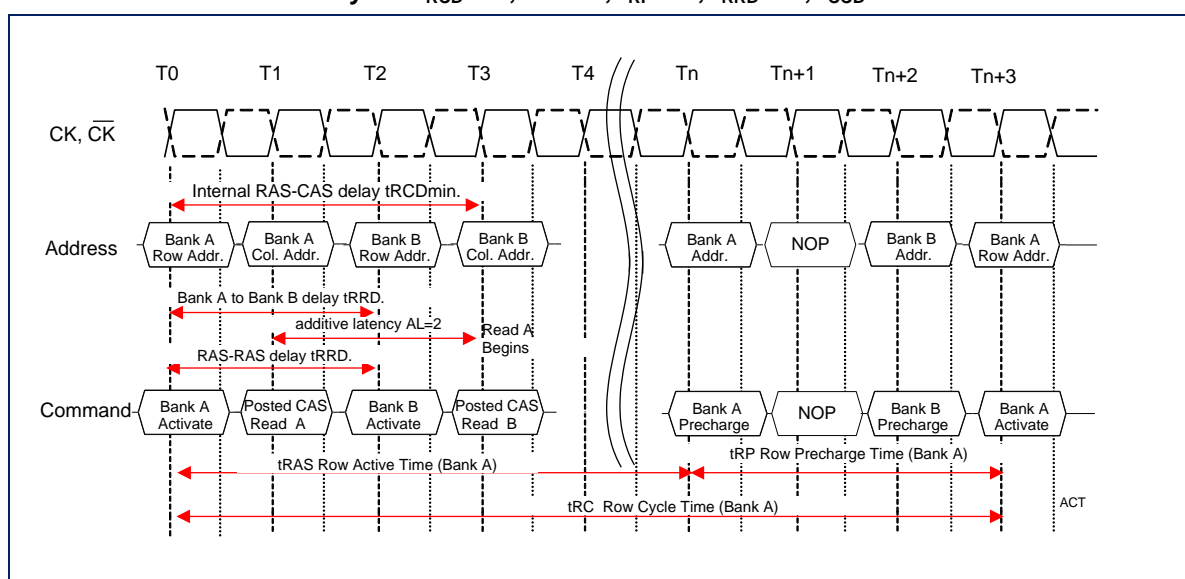 T0 T1 T2 T3 T4 Tn Tn+1 Tn+2 Tn+3
CK, CK
Internal RAS-CAS delay tRCDmin.
Address
Bank A Row Addr.
Bank A Col. Addr.
Bank B Row Addr.
Bank B Col. Addr.
Bank A Addr.
NOP
Bank B Addr.
Bank A Row Addr.
Bank A to Bank B delay tRRD.
additive latency AL=2
Read A
Begins
RAS-RAS delay tRRD.
Command
Bank A Activate
Posted CAS Read A
Bank B Activate
Posted CAS Read B
Bank A Precharge
NOP
Bank B Precharge
Bank A Activate
tRAS Row Active Time (Bank A)
tRP Row Precharge Time (Bank A)
tRC Row Cycle Time (Bank A)
ACT